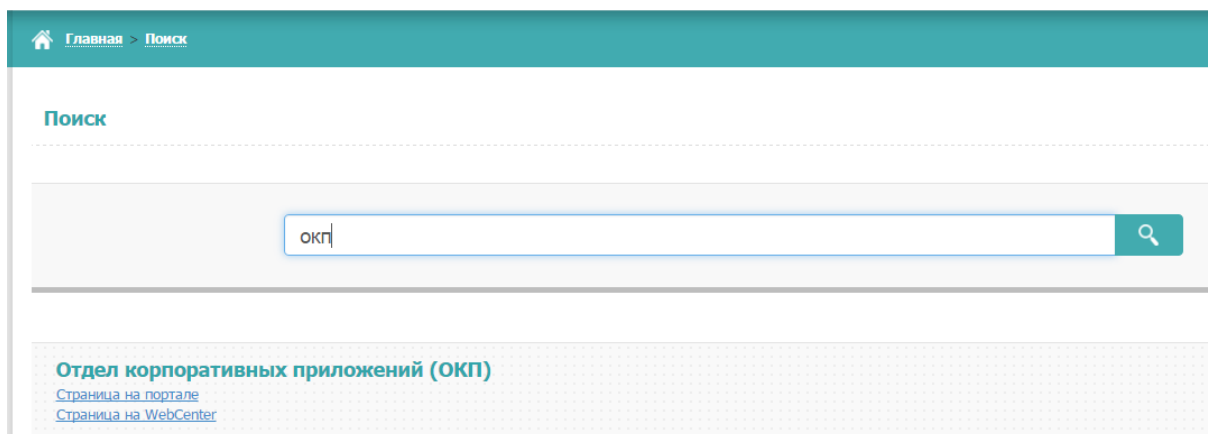 Главная > Поиск
Поиск
окп
Отдел корпоративных приложений (ОКП)
Страница на портале
Страница на WebCenter